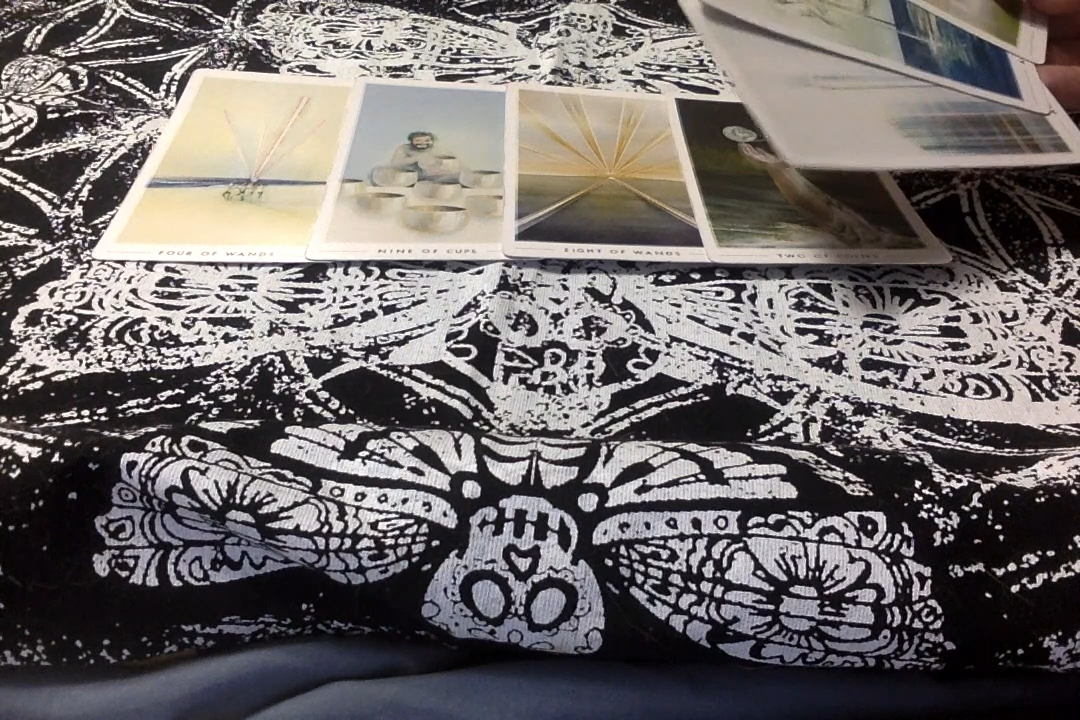 FOUR OF WANDS
NINE OF CUPS
EIGHT OF WANDS
TWO OF COINS